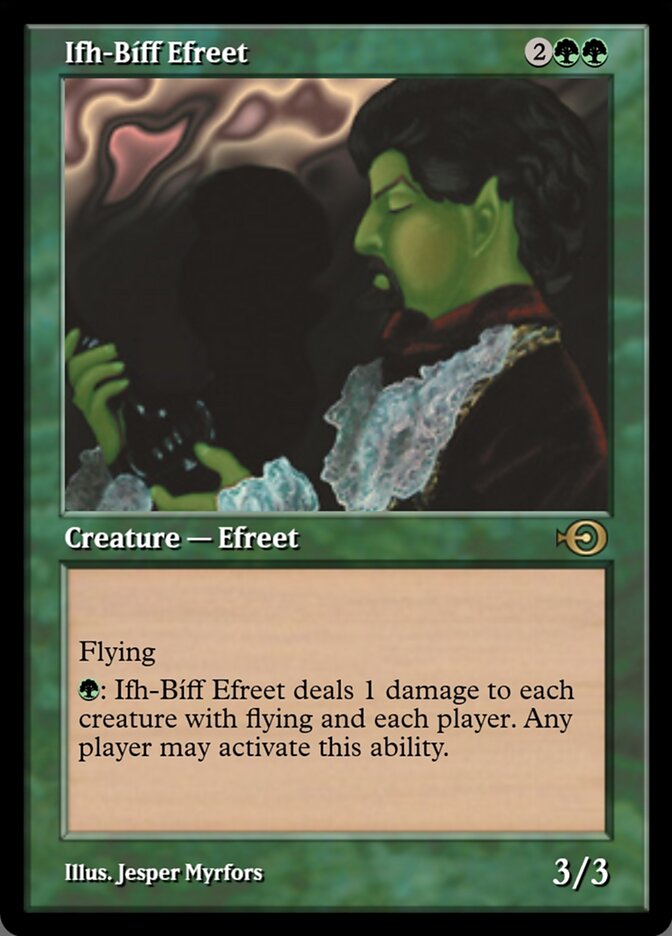 Ifh-Bíff Efreet
2
Creature — Efreet
Flying
: Ifh-Bíff Efreet deals 1 damage to each
creature with flying and each player. Any
player may activate this ability.
Illus. Jesper Myrfors
3/3